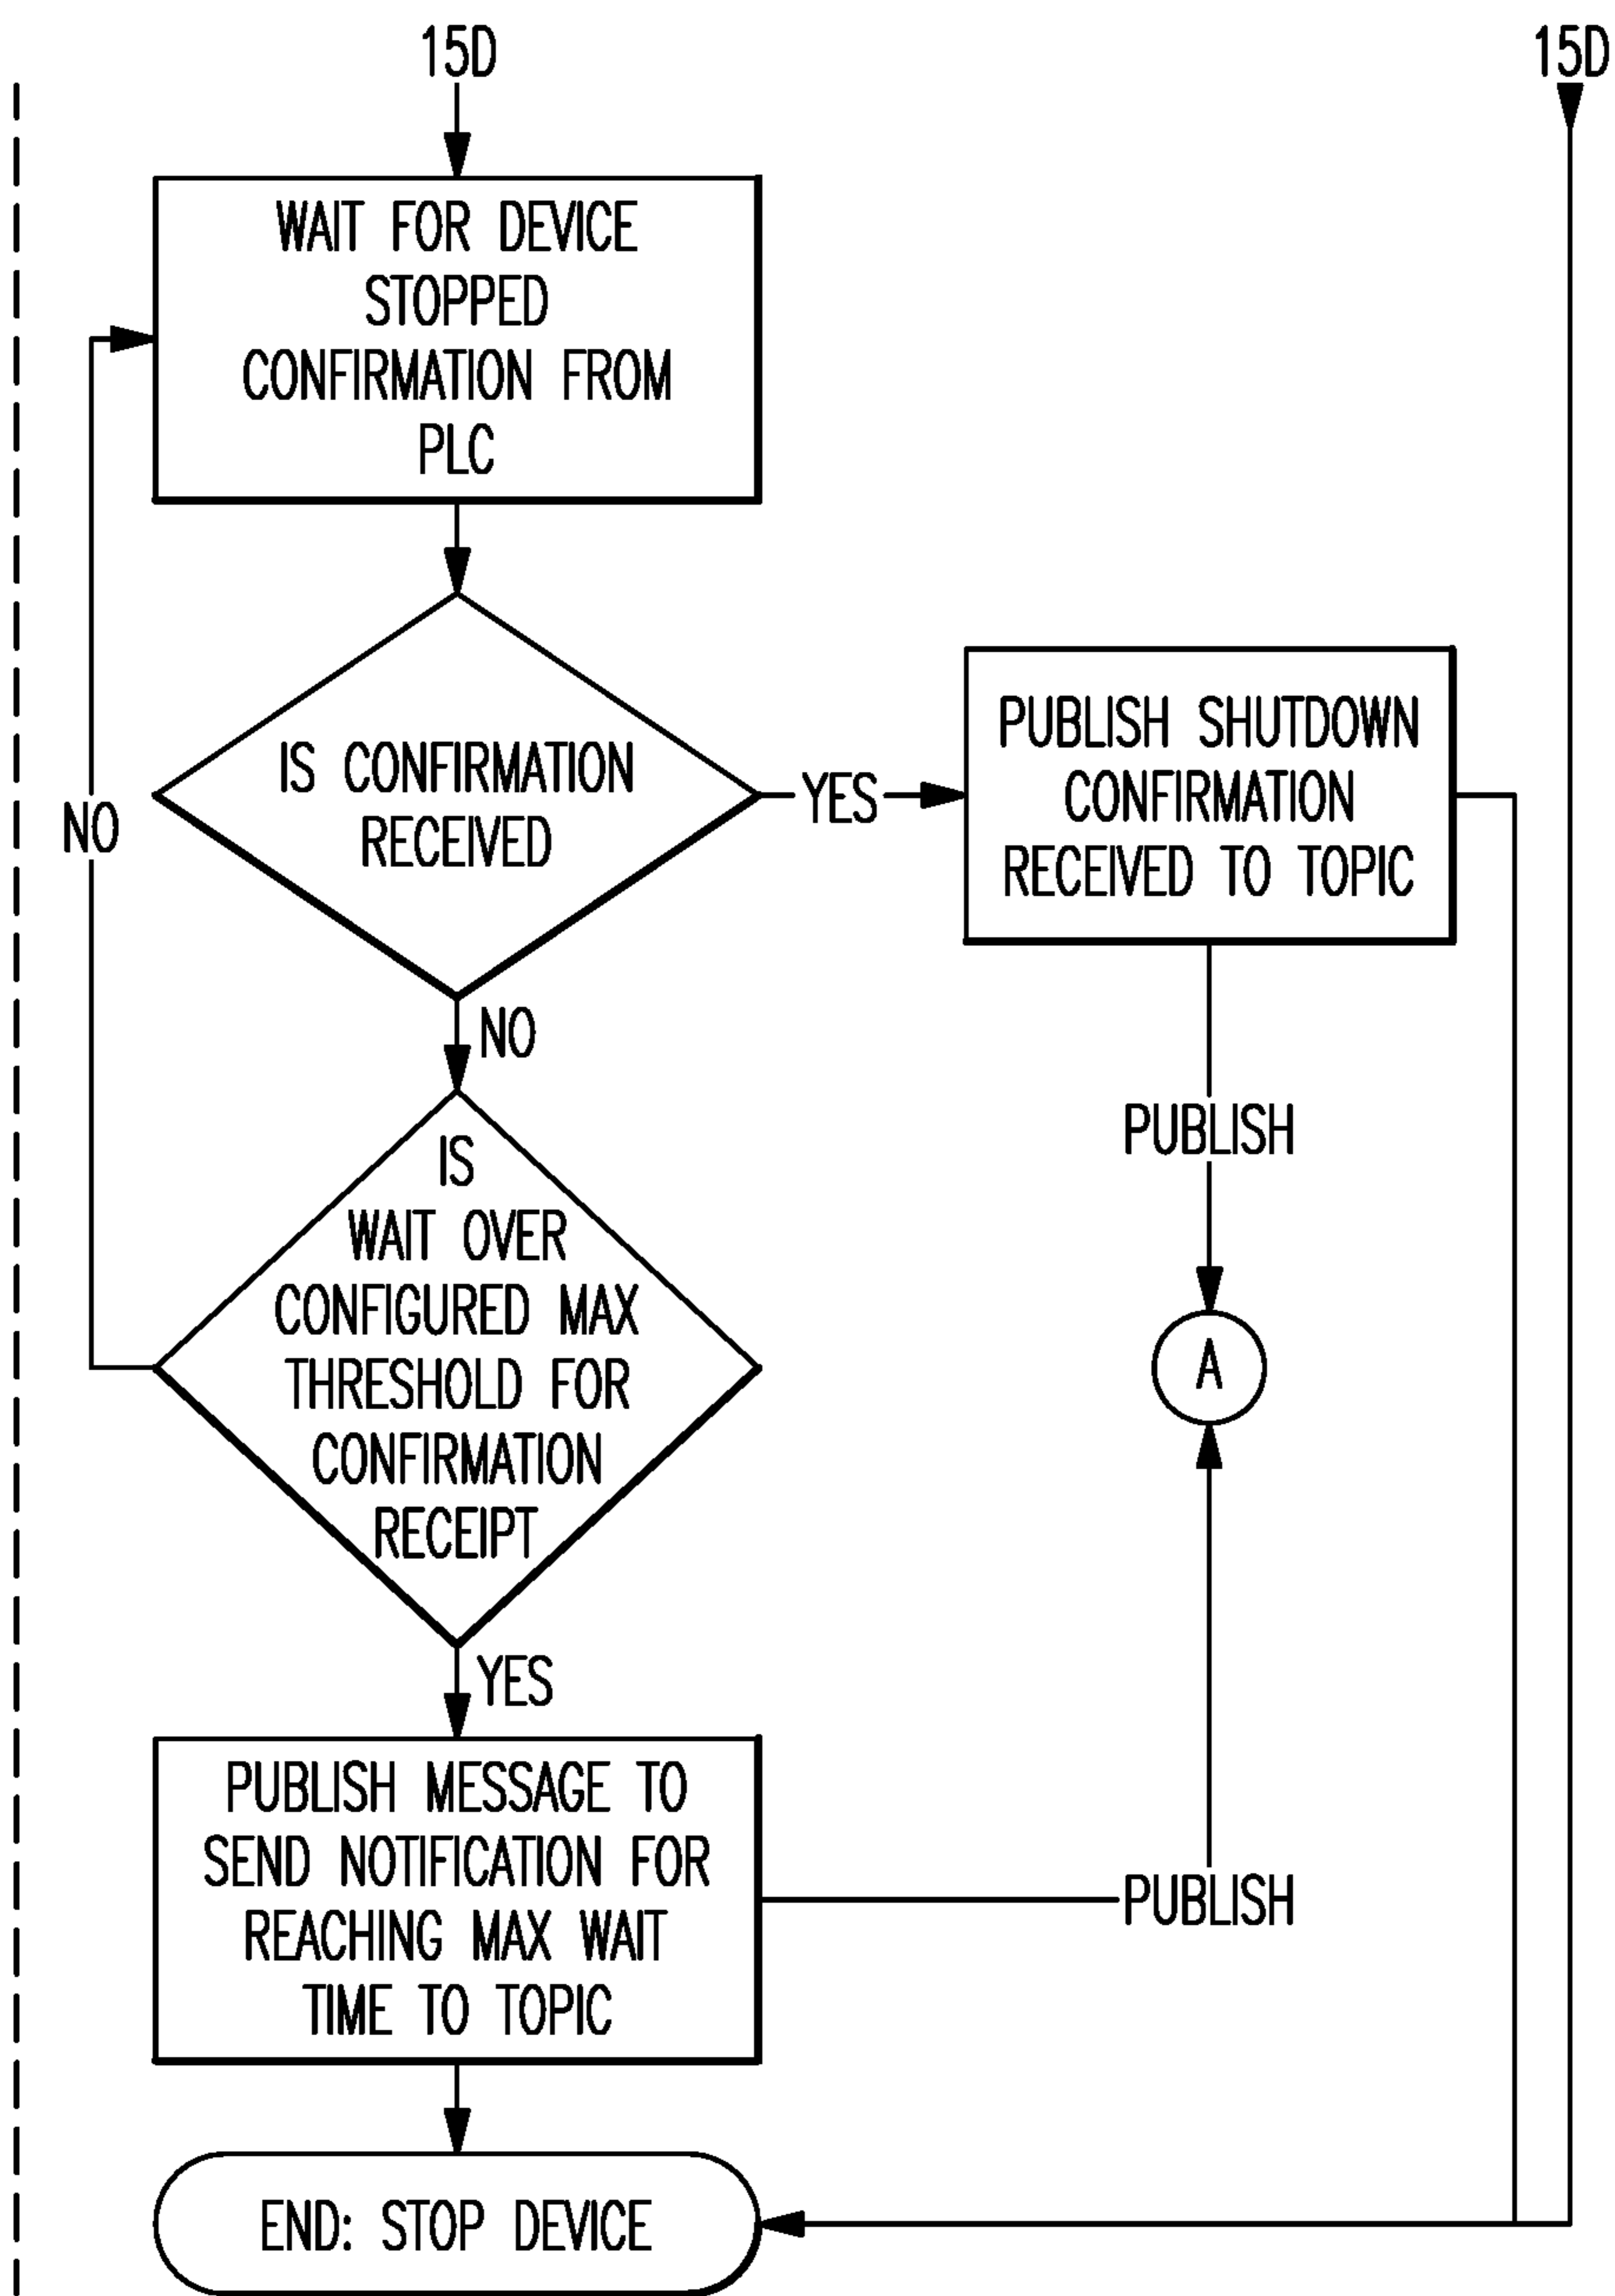 15D
15D
WAIT FOR DEVICE
STOPPED
CONFIRMATION FROM
PLC
IS CONFIRMATION
RECEIVED
YES
PUBLISH SHUTDOWN
CONFIRMATION
RECEIVED TO TOPIC
NO
NO
PUBLISH
IS
WAIT OVER
CONFIGURED MAX
THRESHOLD FOR
CONFIRMATION
RECEIPT
A
YES
PUBLISH MESSAGE TO
SEND NOTIFICATION FOR
REACHING MAX WAIT
TIME TO TOPIC
PUBLISH
END: STOP DEVICE